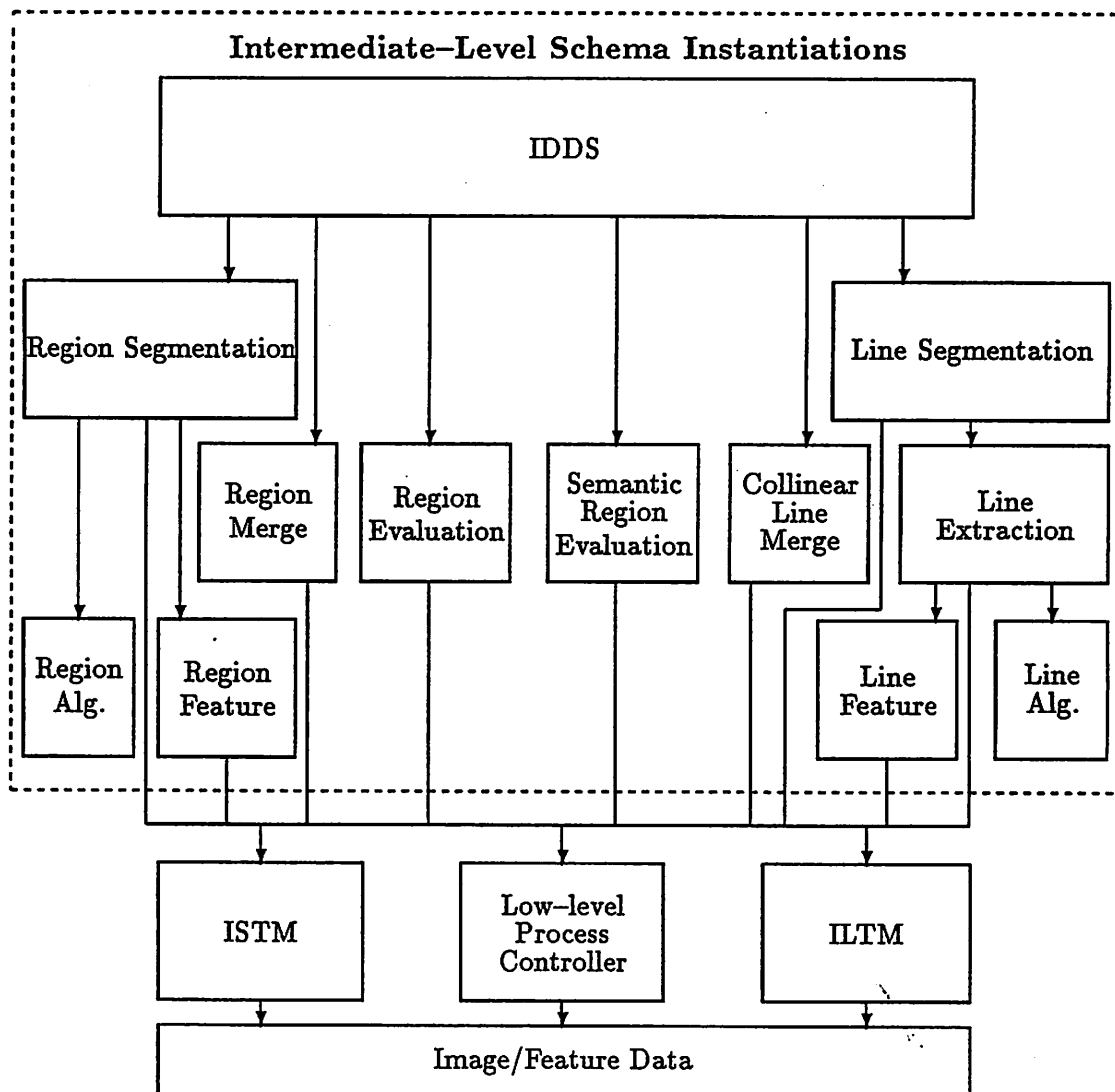 Intermediate–Level Schema Instantiations
IDDS
Region Segmentation
Line Segmentation
Region
Merge
Region
Evaluation
Semantic
Region
Evaluation
Collinear
Line
Merge
Line
Extraction
Region
Alg.
Region
Feature
Line
Feature
Line
Alg.
ISTM
Low–level
Process
Controller
ILTM
Image/Feature Data